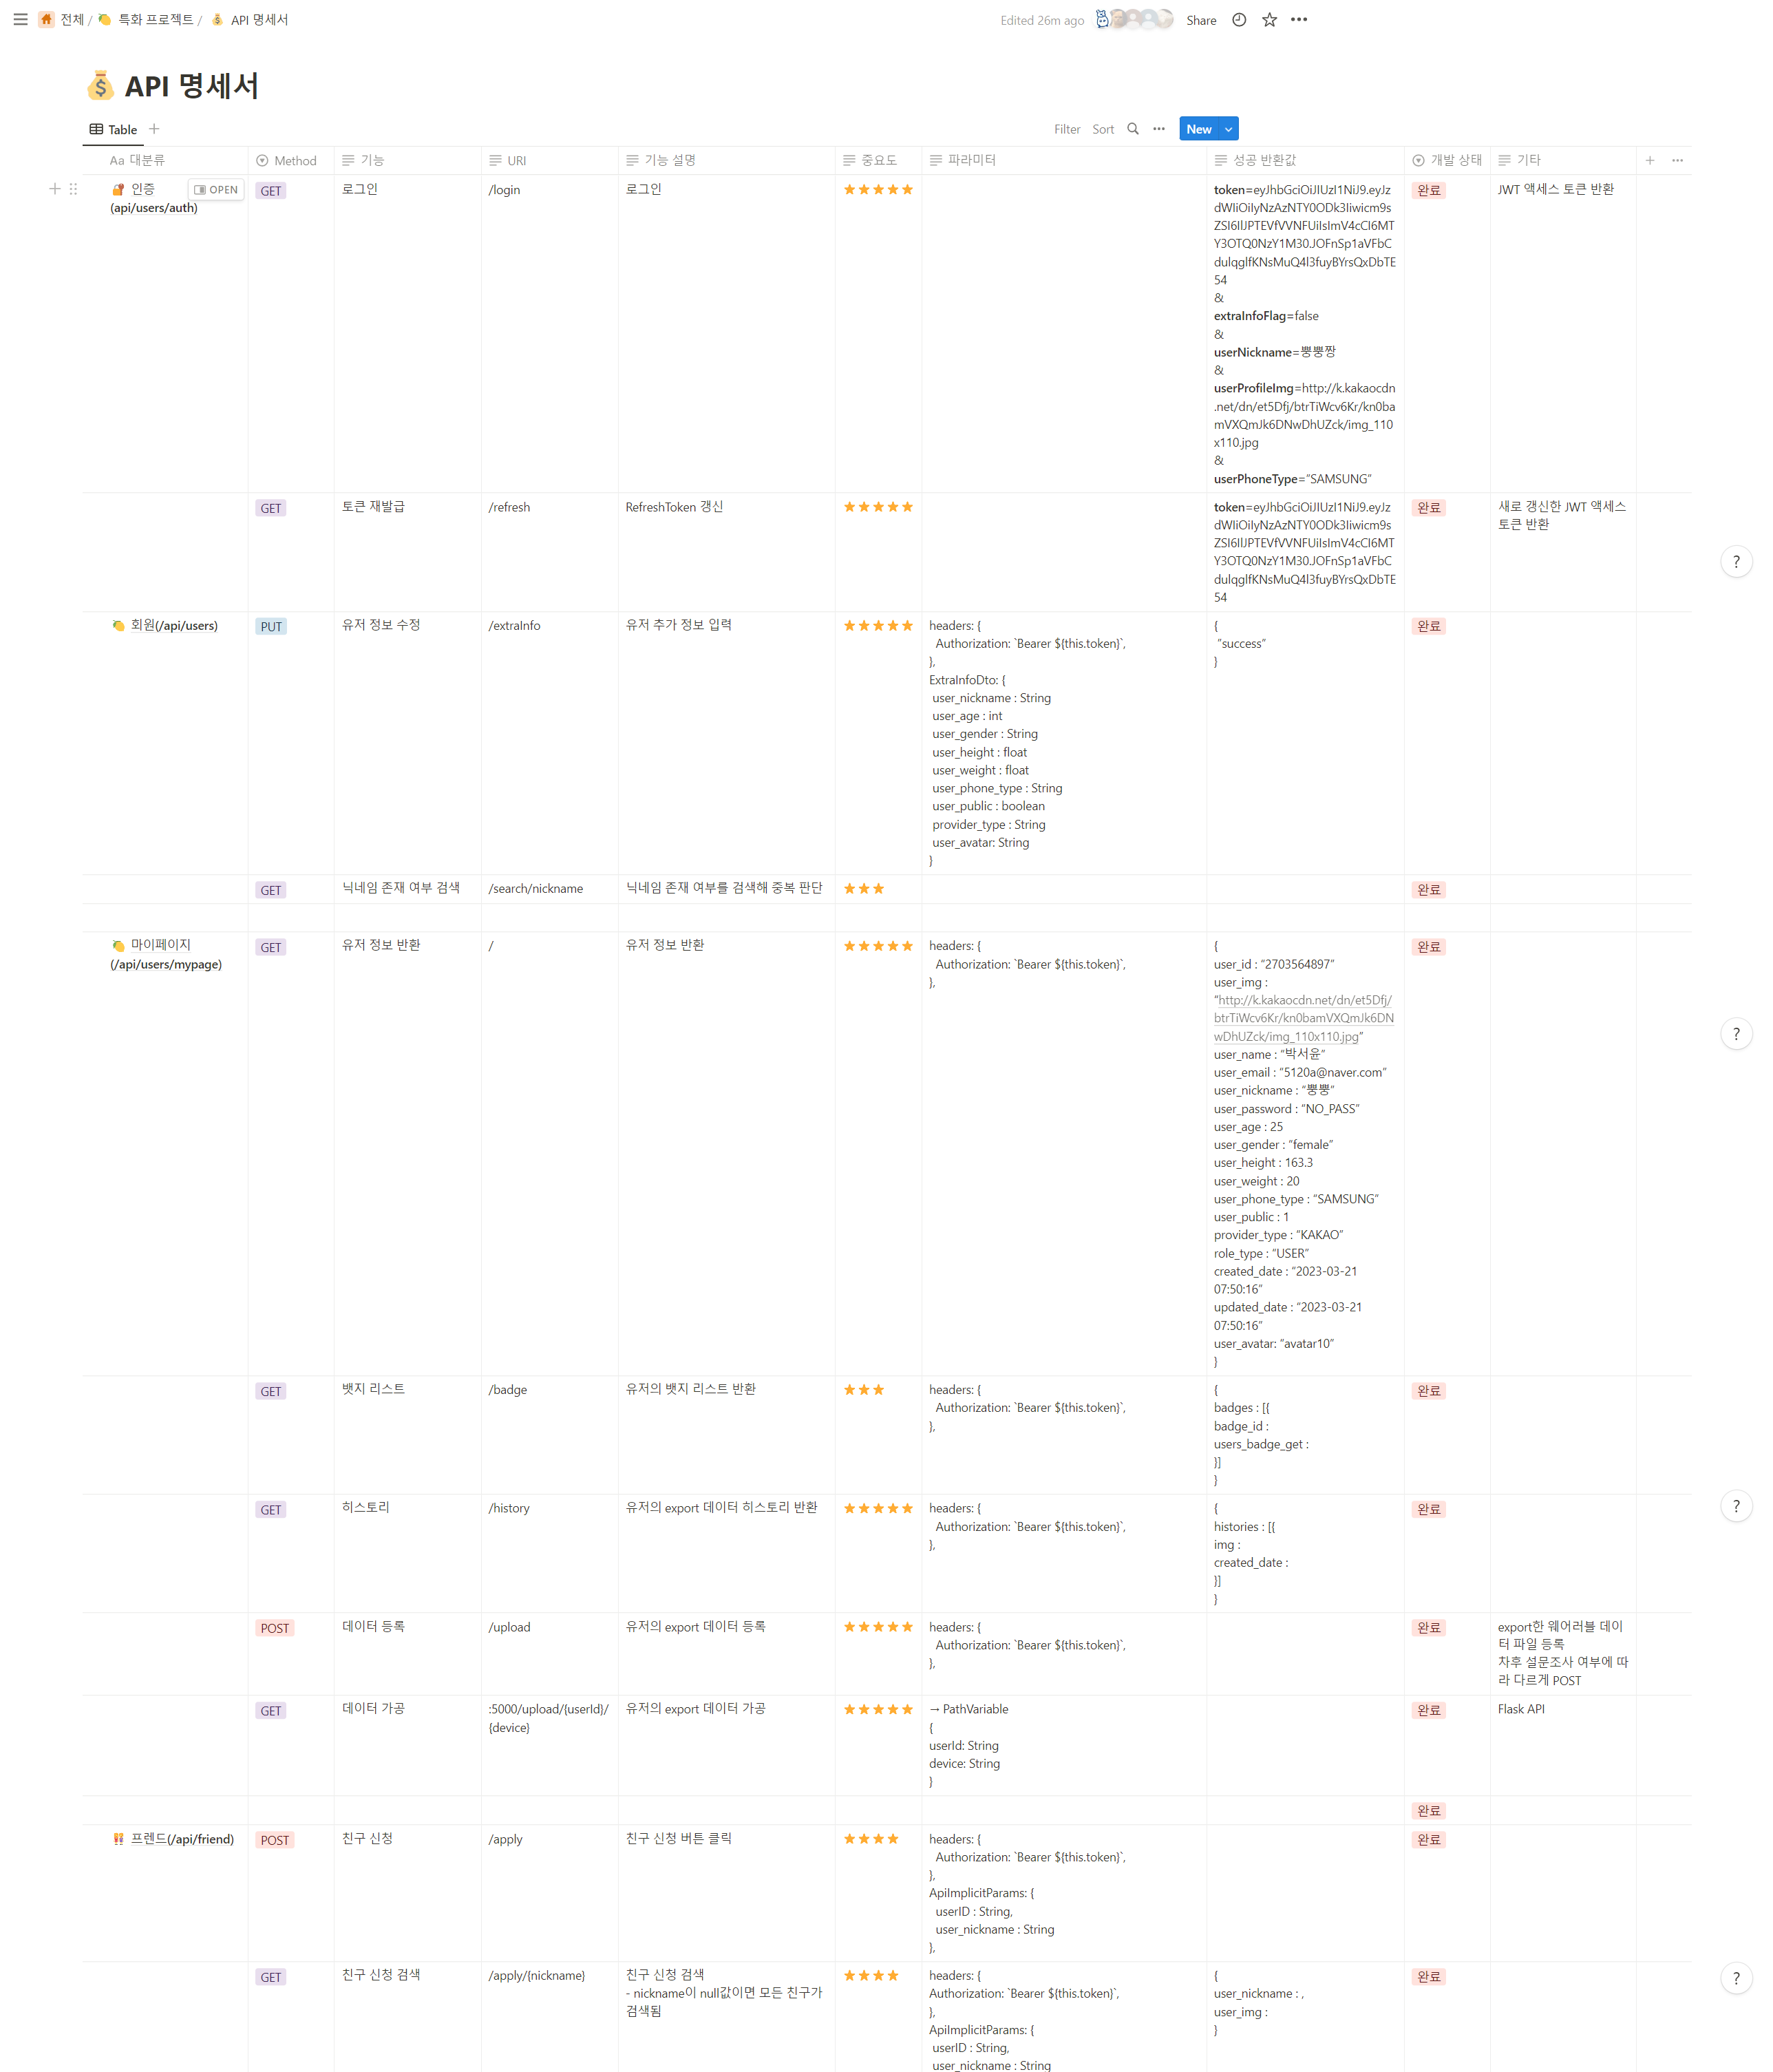 전체 / 특화 프로젝트 / API 명세서
Edited 26m ago Share
API 명세서
Table
Filter Sort New
Aa 대분류 Method 기능 URI 기능 설명 중요도 파라미터 성공 반환값 개발 상태 기타
인증 OPEN
(api/users/auth)
GET
로그인
/login
로그인
★★★★★
token=eyJhbGciOiJIUzI1NiJ9.eyJz
dWIiOiIyNzAzNTY0ODk3Iiwicm9s
ZSI6IlJPTEVfVVNFUiIsImV4cCI6MT
Y3OTQ0NzY1M30.JOFnSp1aVFbC
&
extraInfoFlag=false
&
userNickname=뿡뿡짱
&
userProfileImg=http://k.kakaocdn
.net/dn/et5Dfj/btrTiWcv6Kr/kn0ba
mVXQmJk6DNwDhUZck/img_110
x110.jpg
&
userPhoneType="SAMSUNG"
완료
JWT 액세스 토큰 반환
GET
토큰 재발급
/refresh
RefreshToken 갱신
★★★★★
token=eyJhbGciOiJIUzI1NiJ9.eyJz
dWIiOiIyNzAzNTY0ODk3Iiwicm9s
ZSI6IlJPTEVfVVNFUiIsImV4cCI6MT
Y3OTQ0NzY1M30.JOFnSp1aVFbC
완료
새로 갱신한 JWT 액세스
토큰 반환
회원(/api/users)
PUT
유저 정보 수정
/extraInfo
유저 추가 정보 입력
★★★★★
headers: {
Authorization: `Bearer ${this.token}`,
},
ExtraInfoDto: {
user_nickname : String
user_age : int
user_gender : String
user_height : float
user_weight : float
user_phone_type : String
user_public : boolean
provider_type : String
user_avatar: String
}
{
"success"
}
완료
GET
닉네임 존재 여부 검색
/search/nickname
닉네임 존재 여부를 검색해 중복 판단
★★★
완료
마이페이지
(/api/users/mypage)
GET
유저 정보 반환
/
유저 정보 반환
★★★★★
headers: {
Authorization: `Bearer ${this.token}`,
},
{
user_id : "2703564897"
user_img :
"http://k.kakaocdn.net/dn/et5Dfj/
btrTiWcv6Kr/kn0bamVXQmJk6DN
wDhUZck/img_110x110.jpg"
user_name : "박서윤"
user_email : "5120a@naver.com"
user_nickname : "뿡뿡"
user_password : "NO_PASS"
user_age : 25
user_gender : "female"
user_height : 163.3
user_weight : 20
user_phone_type : "SAMSUNG"
user_public : 1
provider_type : "KAKAO"
role_type : "USER"
created_date : "2023-03-21
07:50:16"
updated_date : "2023-03-21
07:50:16"
user_avatar: "avatar10"
}
완료
GET
뱃지 리스트
/badge
유저의 뱃지 리스트 반환
★★★
headers: {
Authorization: `Bearer ${this.token}`,
},
{
badges : [{
badge_id :
users_badge_get :
}]
}
완료
GET
히스토리
/history
유저의 export 데이터 히스토리 반환
★★★★★
headers: {
Authorization: `Bearer ${this.token}`,
},
{
histories : [{
img :
created_date :
}]
}
완료
POST
데이터 등록
/upload
유저의 export 데이터 등록
★★★★★
headers: {
Authorization: `Bearer ${this.token}`,
},
완료
export한 웨어러블 데이
터 파일 등록
차후 설문조사 여부에 따
라 다르게 POST
GET
데이터 가공
:5000/upload/{userId}/
{device}
유저의 export 데이터 가공
★★★★★
→ PathVariable
{
userId: String
device: String
}
완료
Flask API
완료
프렌드(/api/friend)
POST
친구 신청
/apply
친구 신청 버튼 클릭
★★★★
headers: {
Authorization: `Bearer ${this.token}`,
},
ApiImplicitParams: {
userID : String,
user_nickname : String
},
완료
GET
친구 신청 검색
/apply/{nickname}
친구 신청 검색
- nickname이 null값이면 모든 친구가
검색됨
★★★★
headers: {
Authorization: `Bearer ${this.token}`,
},
ApiImplicitParams: {
userID : String,
user_nickname : String
{
user_nickname : ,
user_img :
}
완료
?
?
?
?